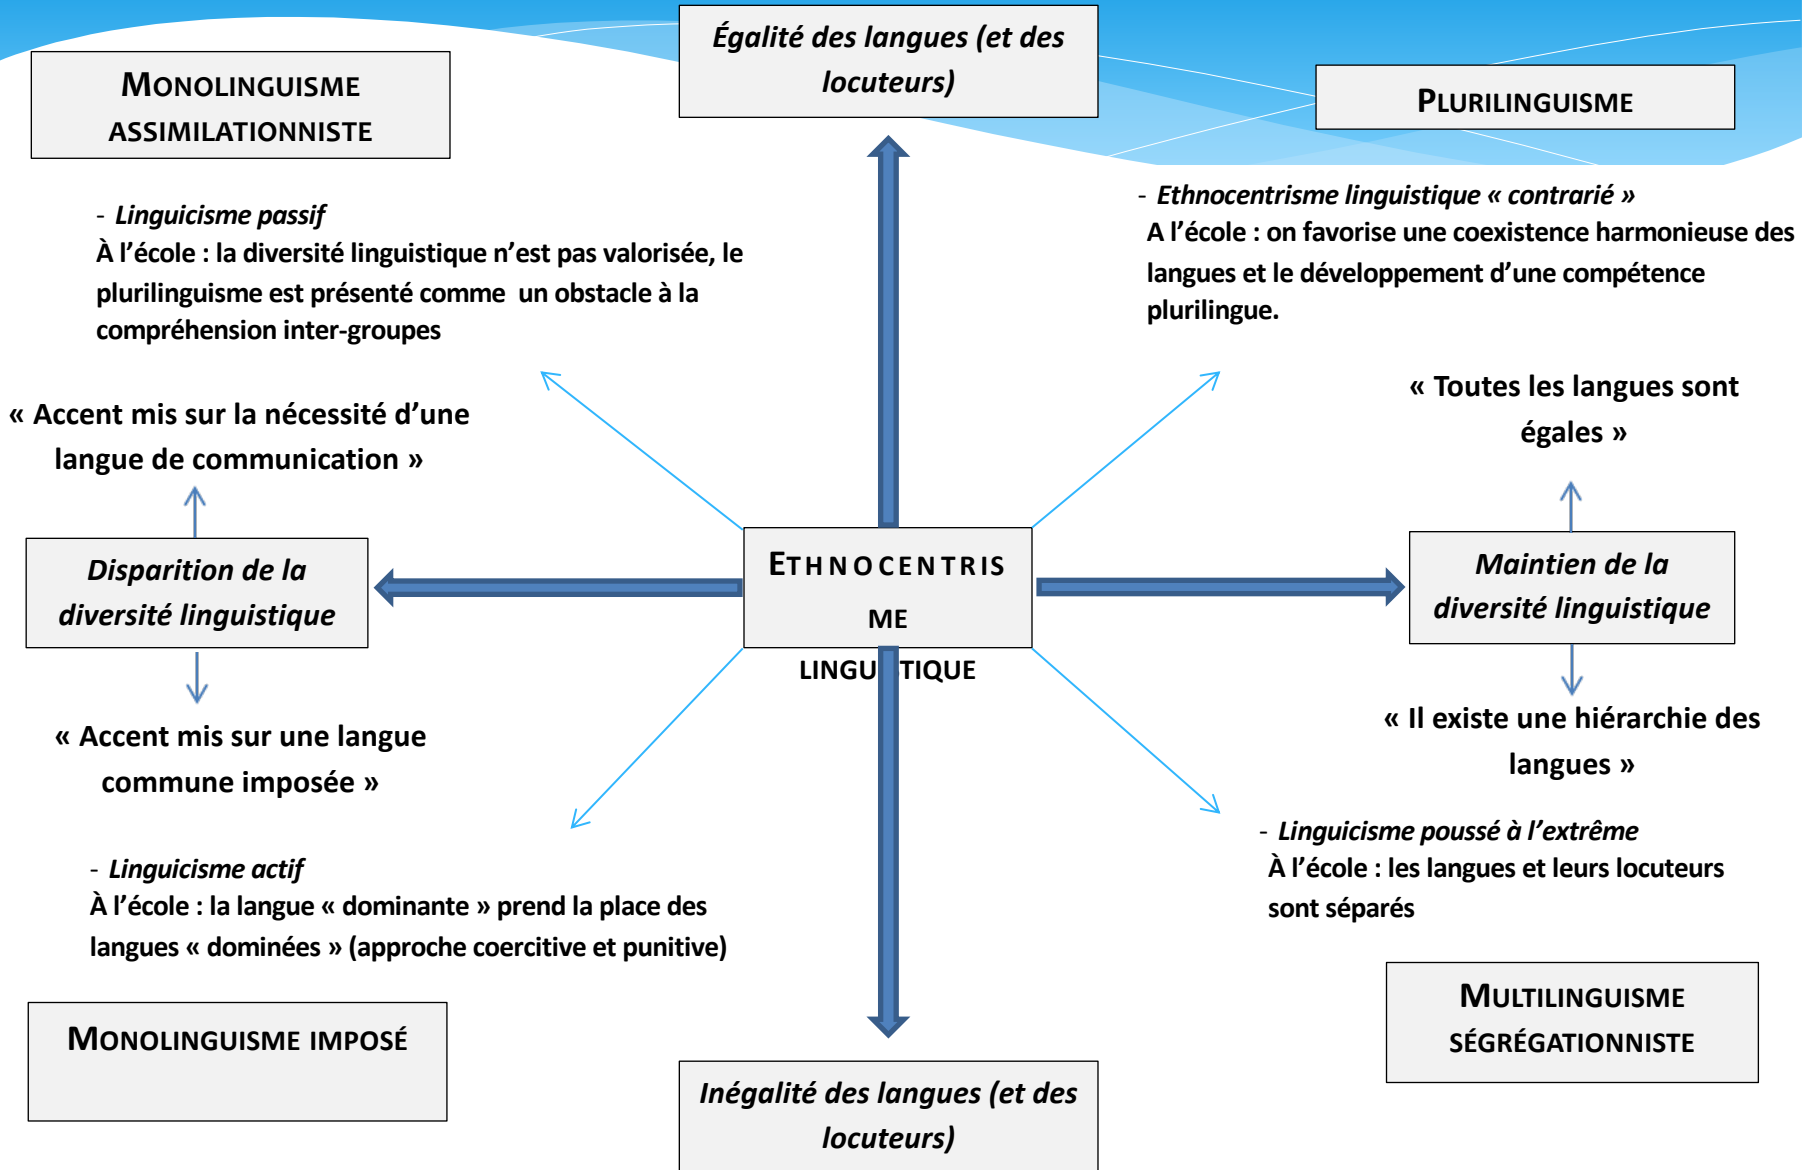 Égalité des langues (et des
locuteurs)
MONOLINGUISME
ASSIMILATIONNISTE
PLURILINGUISME
- Linguicisme passif
À l’école : la diversité linguistique n’est pas valorisée, le
plurilinguisme est présenté comme un obstacle à la
compréhension inter-groupes
- Ethnocentrisme linguistique « contrarié »
A l’école : on favorise une coexistence harmonieuse des
langues et le développement d’une compétence
plurilingue.
« Accent mis sur la nécessité d’une
langue de communication »
« Toutes les langues sont
égales »
Disparition de la
diversité linguistique
ETHNOCENTRIS
ME
LINGUISTIQUE
Maintien de la
diversité linguistique
« Accent mis sur une langue
commune imposée »
« Il existe une hiérarchie des
langues »
- Linguicisme actif
À l’école : la langue « dominante » prend la place des
langues « dominées » (approche coercitive et punitive)
- Linguicisme poussé à l’extrême
À l’école : les langues et leurs locuteurs
sont séparés
MONOLINGUISME IMPOSÉ
MULTILINGUISME
SÉGRÉGATIONNISTE
Inégalité des langues (et des
locuteurs)